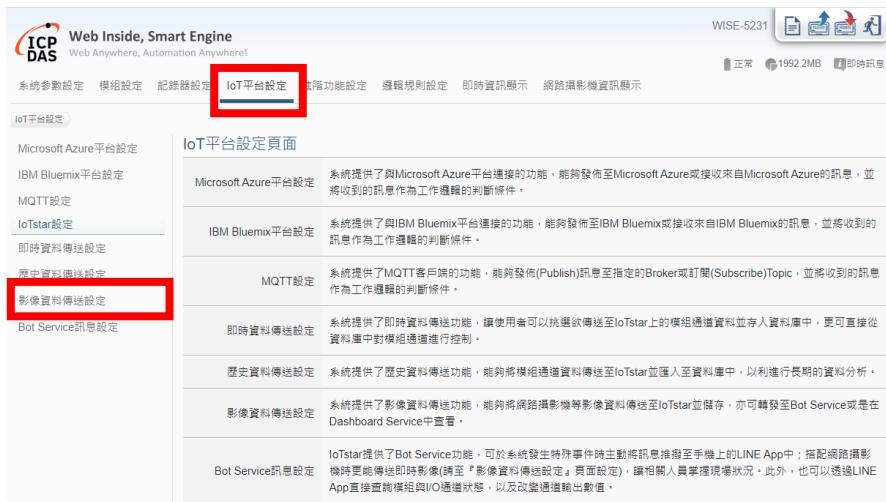 ICP
DAS
Web Inside, Smart Engine
Web Anywhere, Automation Anywhere!
WISE-5231
正常 1992.2MB 即時訊息
系統參數設定 模組設定 記錄器設定 IoT平台設定 進階功能設定 邏輯規則設定 即時資訊顯示 網路攝影機資訊顯示
IoT平台設定
Microsoft Azure平台設定
IBM Bluemix平台設定
MQTT設定
IoTstar設定
即時資料傳送設定
歷史資料傳送設定
影像資料傳送設定
Bot Service訊息設定
IoT平台設定頁面
Microsoft Azure平台設定
系統提供了與Microsoft Azure平台連接的功能，能夠發佈至Microsoft Azure或接收來自Microsoft Azure的訊息，並
將收到的訊息作為工作邏輯的判斷條件。
IBM Bluemix平台設定
系統提供了與IBM Bluemix平台連接的功能，能夠發佈至IBM Bluemix或接收來自IBM Bluemix的訊息，並將收到的
訊息作為工作邏輯的判斷條件。
MQTT設定
系統提供了MQTT客戶端的功能，能夠發佈(Publish)訊息至指定的Broker或訂閱(Subscribe)Topic，並將收到的訊息
作為工作邏輯的判斷條件。
即時資料傳送設定
系統提供了即時資料傳送功能，讓使用者可以挑選欲傳送至IoTstar上的模組通道資料並存入資料庫中，更可直接從
資料庫中對模組通道進行控制。
歷史資料傳送設定
系統提供了歷史資料傳送功能，能夠將模組通道資料傳送至IoTstar並匯入至資料庫中，以利進行長期的資料分析。
影像資料傳送設定
系統提供了影像資料傳送功能，能夠將網路攝影機等影像資料傳送至IoTstar並儲存，亦可轉發至Bot Service或是在
Dashboard Service中查看。
Bot Service訊息設定
IoTstar提供了Bot Service功能，可於系統發生特殊事件時主動將訊息推撥至手機上的LINE App中；搭配網路攝影
機時更能傳送即時影像(請至『影像資料傳送設定』頁面設定)，讓相關人員掌握現場狀況。此外，也可以透過LINE
App直接查詢模組與I/O通道狀態，以及改變通道輸出數值。